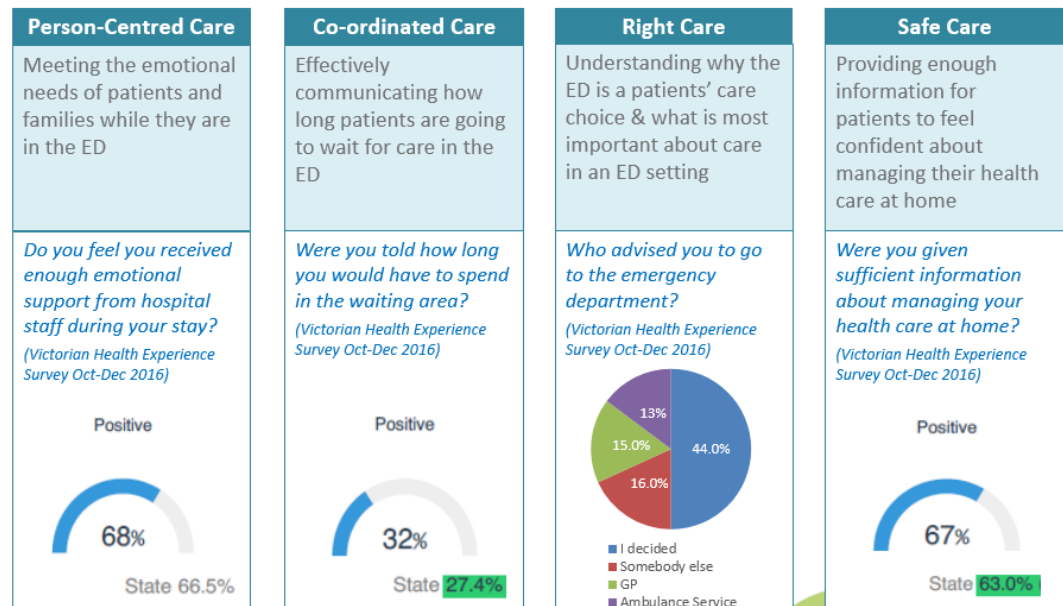 Person-Centred Care
Meeting the emotional
needs of patients and
families while they are
in the ED
Do you feel you received
enough emotional
support from hospital
staff during your stay?
(Victorian Health Experience
Survey Oct-Dec 2016)
Positive
68%
State 66.5%
Co-ordinated Care
Effectively
communicating how
long patients are going
to wait for care in the
ED
Were you told how long
you would have to spend
in the waiting area?
(Victorian Health Experience
Survey Oct-Dec 2016)
Positive
32%
State 27.4%
Right Care
Understanding why the
ED is a patients’ care
choice & what is most
important about care
in an ED setting
Who advised you to go
to the emergency
department?
(Victorian Health Experience
Survey Oct-Dec 2016)
13%
15.0%
44.0%
16.0%
I decided
Somebody else
GP
Ambulance Service
Safe Care
Providing enough
information for
patients to feel
confident about
managing their health
care at home
Were you given
sufficient information
about managing your
health care at home?
(Victorian Health Experience
Survey Oct-Dec 2016)
Positive
67%
State 63.0%